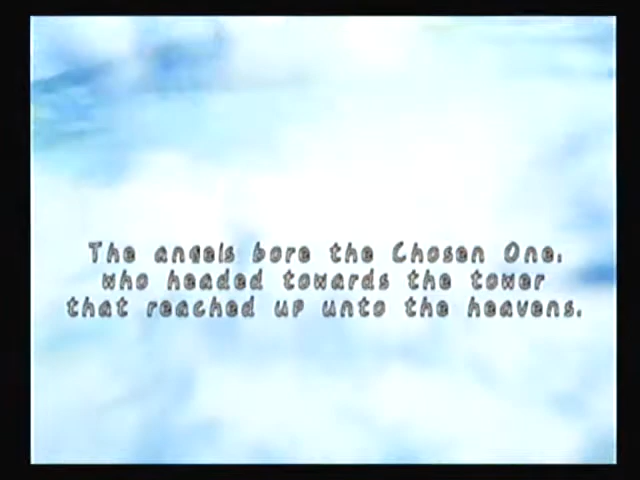 The angels bore the Chosen One,
who headed towards the tower
that reached up unto the heavens.